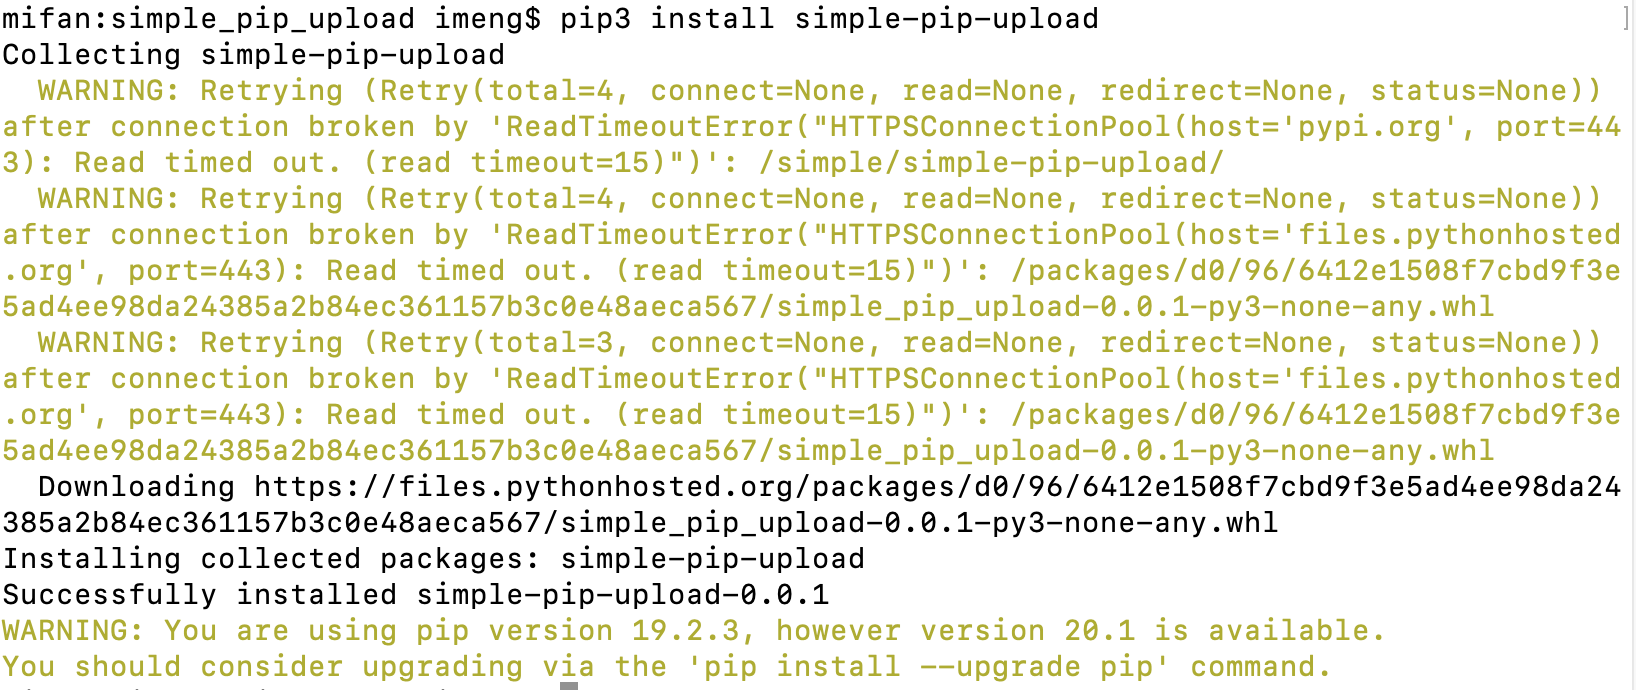 mifan:simple_pip_upload imeng$ pip3 install simple-pip-upload
Collecting simple-pip-upload
  WARNING: Retrying (Retry(total=4, connect=None, read=None, redirect=None, status=None))
after connection broken by 'ReadTimeoutError("HTTPSConnectionPool(host='pypi.org', port=44
3): Read timed out. (read timeout=15)")': /simple/simple-pip-upload/
  WARNING: Retrying (Retry(total=4, connect=None, read=None, redirect=None, status=None))
after connection broken by 'ReadTimeoutError("HTTPSConnectionPool(host='files.pythonhosted
.org', port=443): Read timed out. (read timeout=15)")': /packages/d0/96/6412e1508f7cbd9f3e
5ad4ee98da24385a2b84ec361157b3c0e48aeca567/simple_pip_upload-0.0.1-py3-none-any.whl
  WARNING: Retrying (Retry(total=3, connect=None, read=None, redirect=None, status=None))
after connection broken by 'ReadTimeoutError("HTTPSConnectionPool(host='files.pythonhosted
.org', port=443): Read timed out. (read timeout=15)")': /packages/d0/96/6412e1508f7cbd9f3e
5ad4ee98da24385a2b84ec361157b3c0e48aeca567/simple_pip_upload-0.0.1-py3-none-any.whl
  Downloading https://files.pythonhosted.org/packages/d0/96/6412e1508f7cbd9f3e5ad4ee98da24
385a2b84ec361157b3c0e48aeca567/simple_pip_upload-0.0.1-py3-none-any.whl
Installing collected packages: simple-pip-upload
Successfully installed simple-pip-upload-0.0.1
WARNING: You are using pip version 19.2.3, however version 20.1 is available.
You should consider upgrading via the 'pip install --upgrade pip' command.